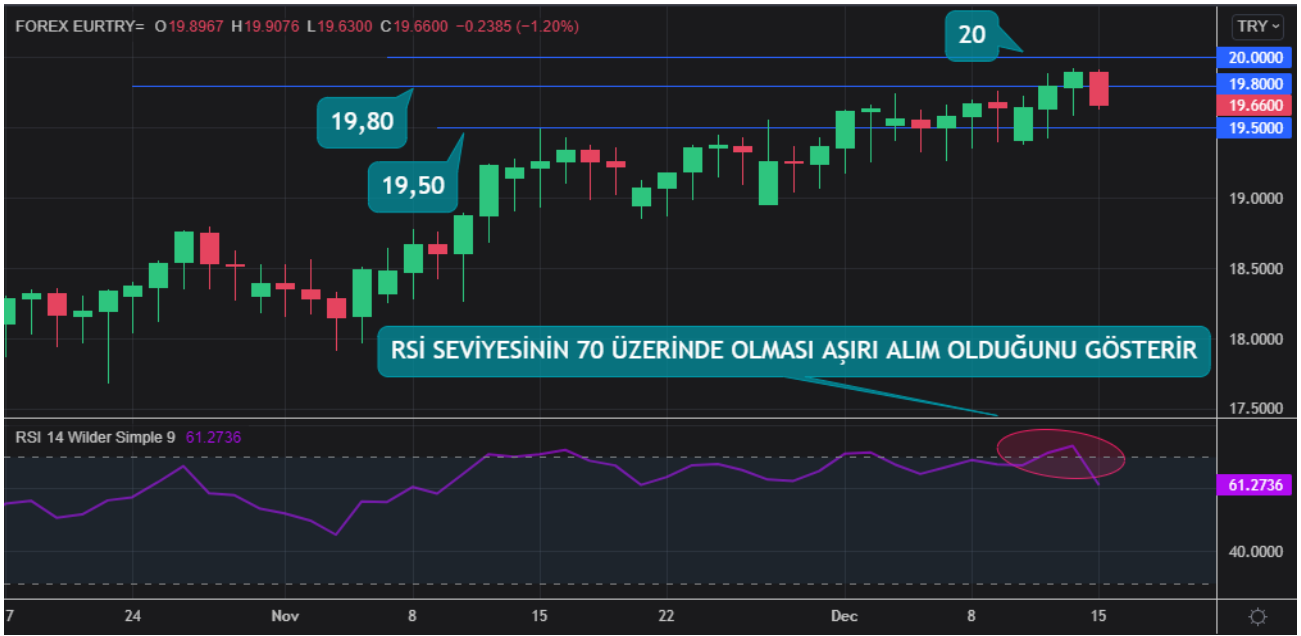 FOREX EURTRY= O19.8967 H19.9076 L19.6300 C19.6600 −0.2385 (−1.20%)
TRY
20
20.0000
19.8000
19.6600
19.5000
19,80
19,50
19.0000
18.5000
18.0000
17.5000
RSİ SEVİYESİNİN 70 ÜZERİNDE OLMASI AŞIRI ALIM OLDUĞUNU GÖSTERİR
RSI 14 Wilder Simple 9 61.2736
61.2736
40.0000
7 24 Nov 8 15 22 Dec 8 15